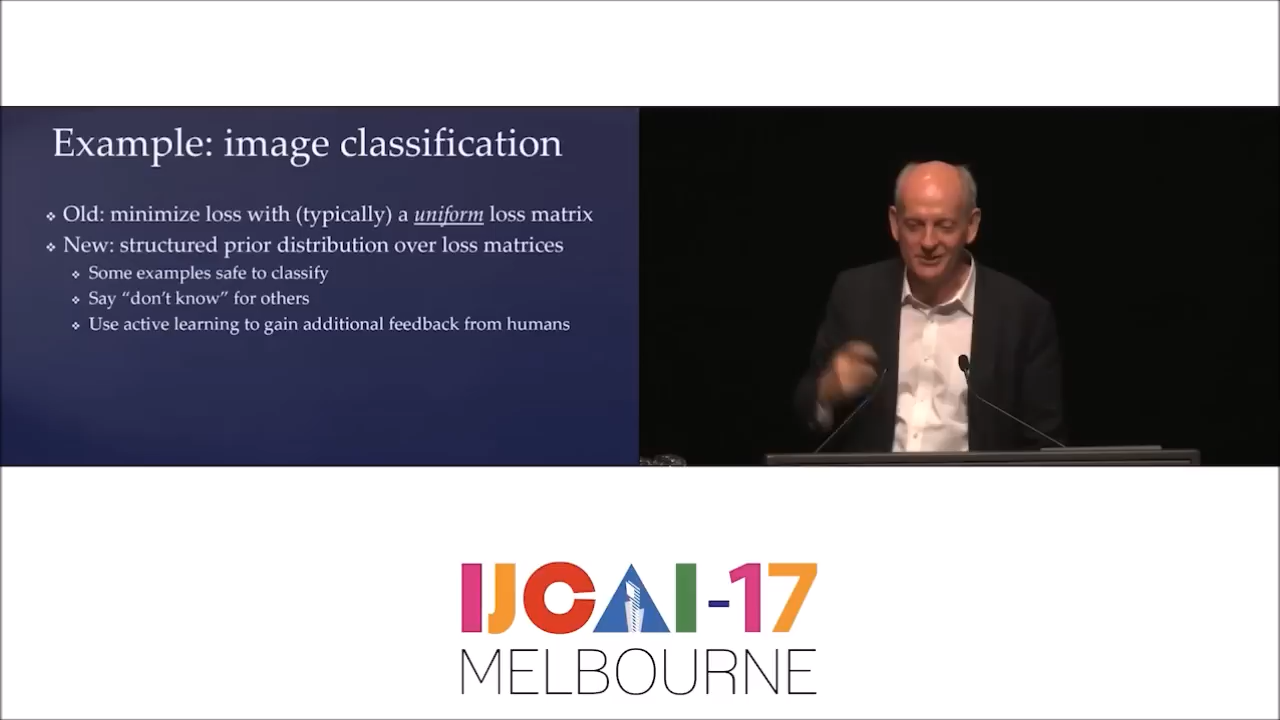 Example: image classification
❖ Old: minimize loss with (typically) a uniform loss matrix
❖ New: structured prior distribution over loss matrices
❖ Some examples safe to classify
❖ Say “don’t know” for others
❖ Use active learning to gain additional feedback from humans
IJCAI-17
MELBOURNE